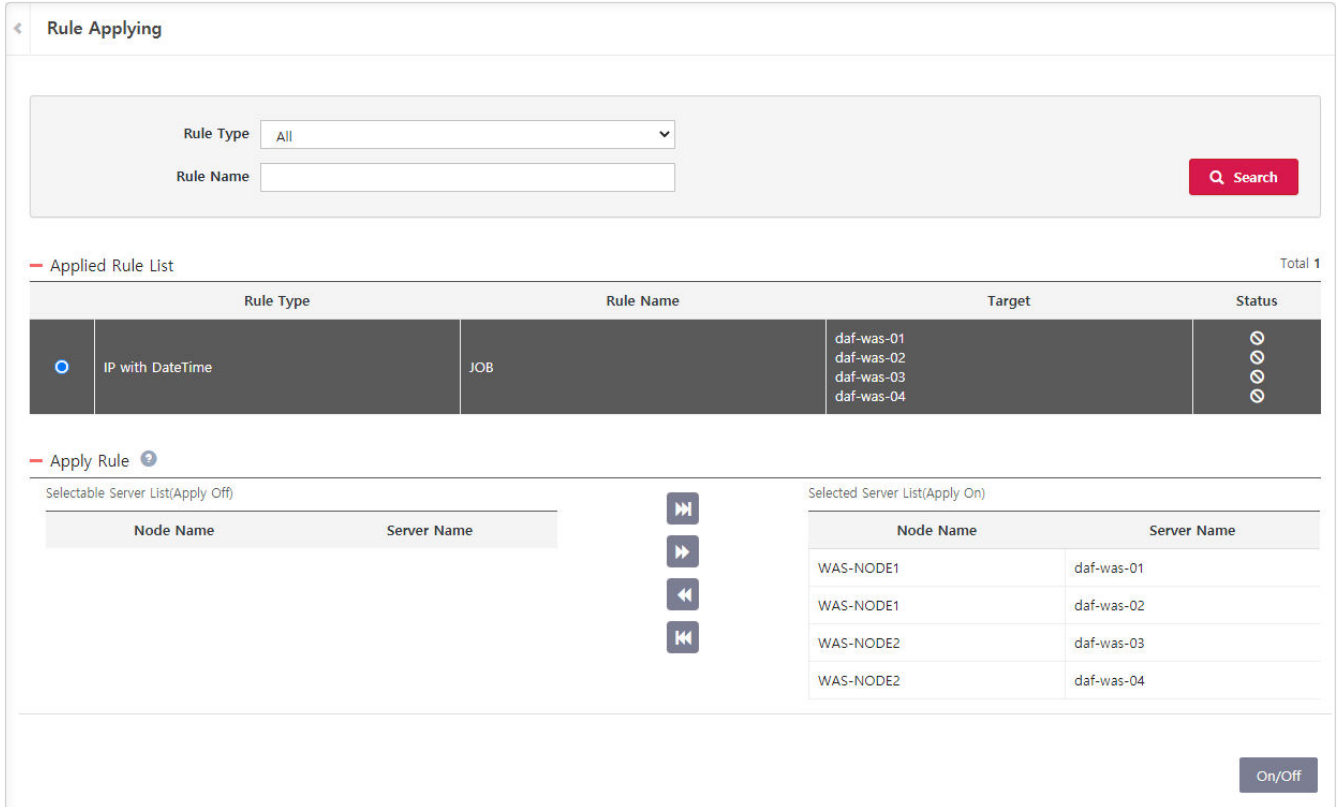 Rule Applying
Rule Type All
Rule Name
Search
Applied Rule List Total 1
Rule Type Rule Name Target Status
IP with DateTime JOB daf-was-01
daf-was-02
daf-was-03
daf-was-04
Apply Rule
Selectable Server List(Apply Off)
Node Name Server Name
Selected Server List(Apply On)
Node Name Server Name
WAS-NODE1 daf-was-01
WAS-NODE1 daf-was-02
WAS-NODE2 daf-was-03
WAS-NODE2 daf-was-04
On/Off